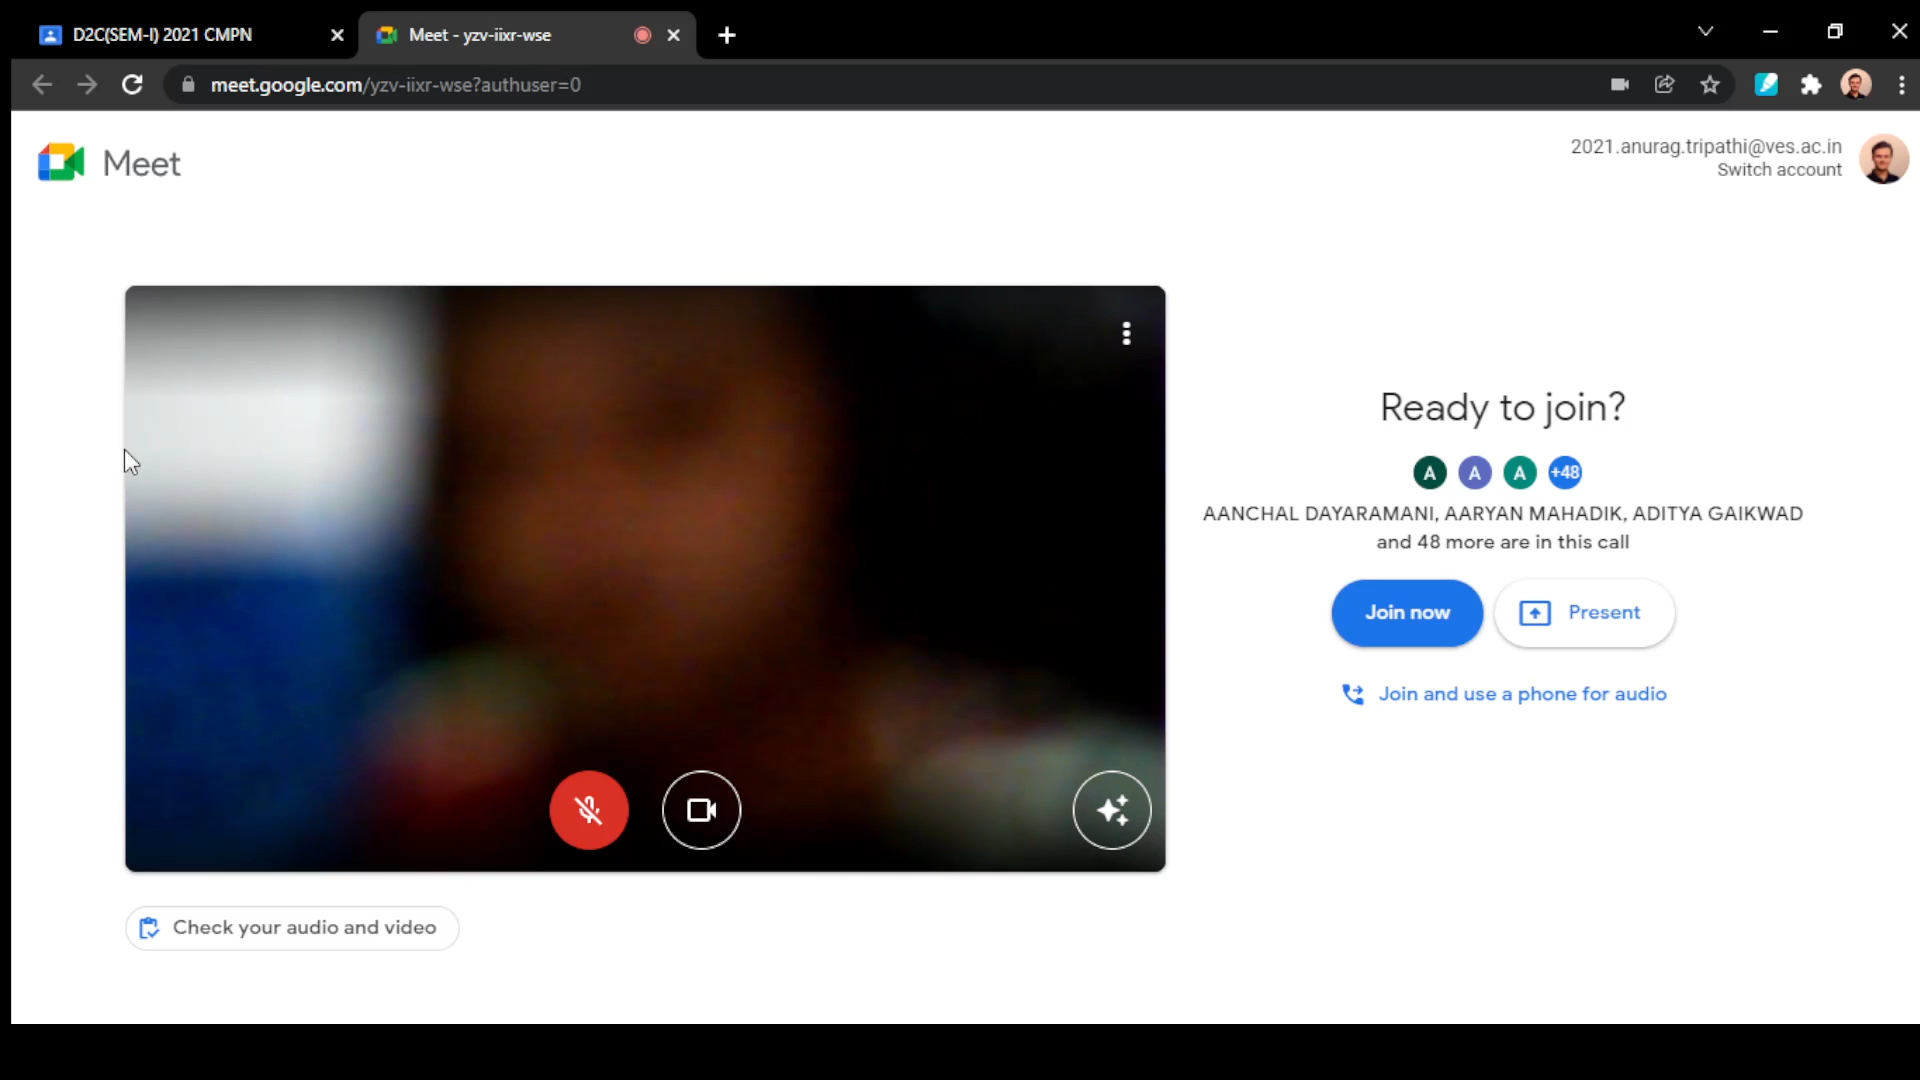 D2C(SEM-I) 2021 CMPN
Meet - yzv-iixr-wse
meet.google.com/yzv-iixr-wse?authuser=0
Meet
2021.anurag.tripathi@ves.ac.in
Switch account
Ready to join?
A A A +48
AANCHAL DAYARAMANI, AARYAN MAHADIK, ADITYA GAIKWAD
and 48 more are in this call
Join now
Present
Join and use a phone for audio
Check your audio and video